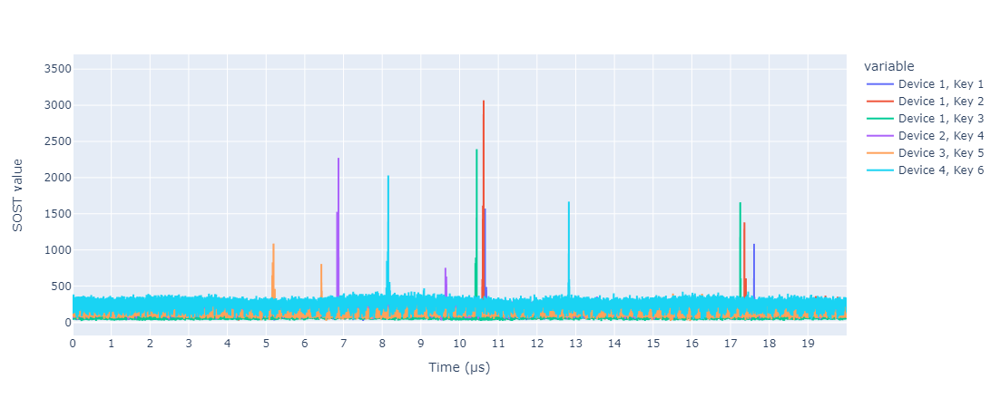 variable
Device 1, Key 1
Device 1, Key 2
Device 1, Key 3
Device 2, Key 4
Device 3, Key 5
Device 4, Key 6
SOST value
3500
3000
2500
2000
1500
1000
500
0
0 1 2 3 4 5 6 7 8 9 10 11 12 13 14 15 16 17 18 19
Time (μs)